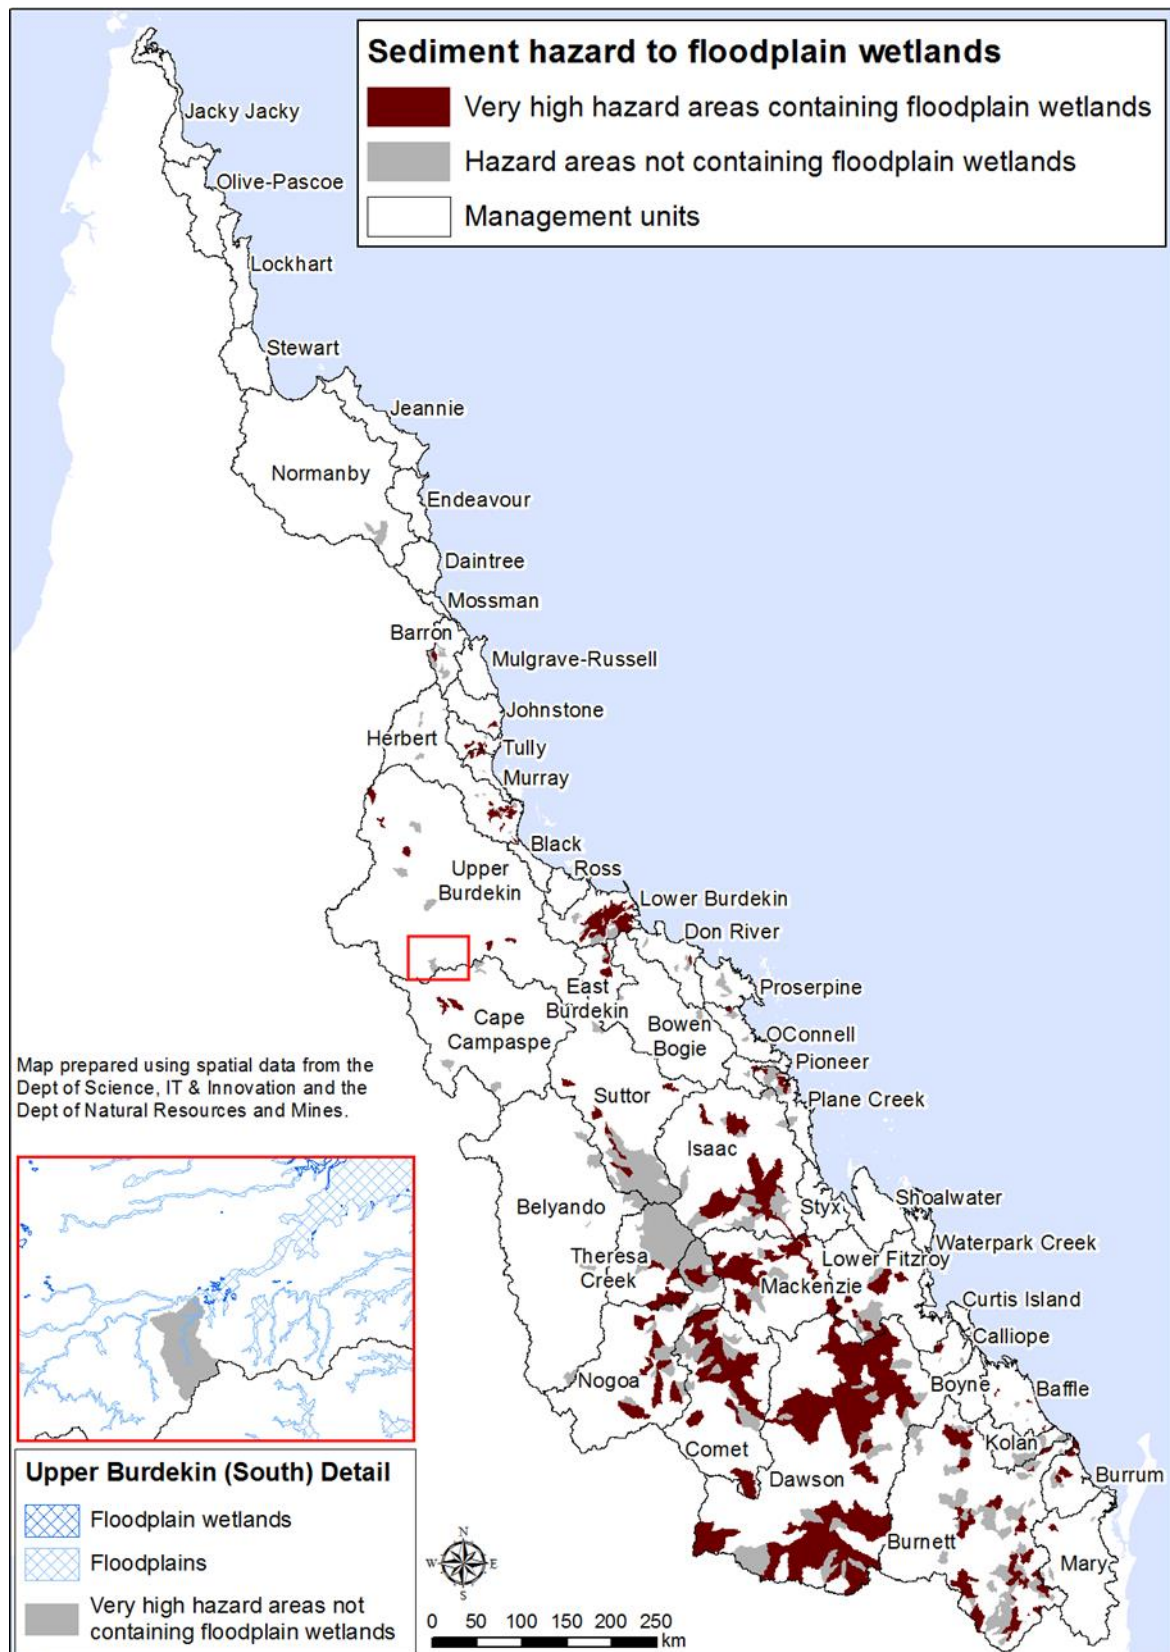 Sediment hazard to floodplain wetlands
Very high hazard areas containing floodplain wetlands
Hazard areas not containing floodplain wetlands
Management units
Jacky Jacky
Olive-Pascoe
Lockhart
Stewart
Jeannie
Normanby
Endeavour
Daintree
Mossman
Barron
Mulgrave-Russell
Johnstone
Herbert
Tully
Murray
Black
Upper
Burdekin
Ross
Lower Burdekin
Don River
East
Burdekin
Proserpine
Cape
Campaspe
Bowen
Bogie
OConnell
Pioneer
Plane Creek
Map prepared using spatial data from the
Dept of Science, IT & Innovation and the
Dept of Natural Resources and Mines.
Suttor
Isaac
Belyando
Styx
Shoalwater
Theresa
Creek
Mackenzie
Lower Fitzroy
Waterpark Creek
Curtis Island
Calliope
Nogoa
Boyne
Baffle
Comet
Dawson
Kolan
Burrum
Burnett
Mary
Upper Burdekin (South) Detail
Floodplain wetlands
Floodplains
Very high hazard areas not
containing floodplain wetlands
N
W
E
S
0 50 100 150 200 250
km